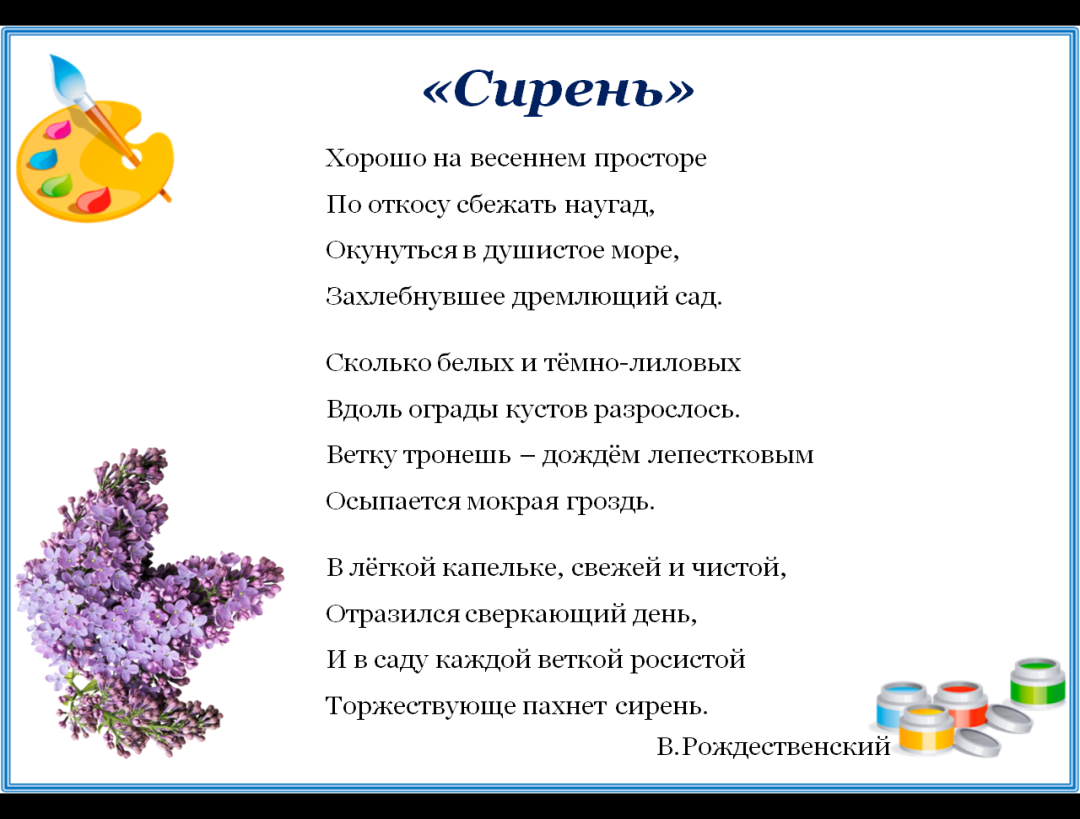 «Сирень»
Хорошо на весеннем просторе
По откосу сбежать наугад,
Окунуться в душистое море,
Захлебнувшее дремлющий сад.
Сколько белых и тёмно-лиловых
Вдоль ограды кустов разрослось.
Ветку тронешь – дождём лепестковым
Осыпается мокрая гроздь.
В лёгкой капельке, свежей и чистой,
Отразился сверкающий день,
И в саду каждой веткой росистой
Торжествующе пахнет сирень.
В.Рождественский